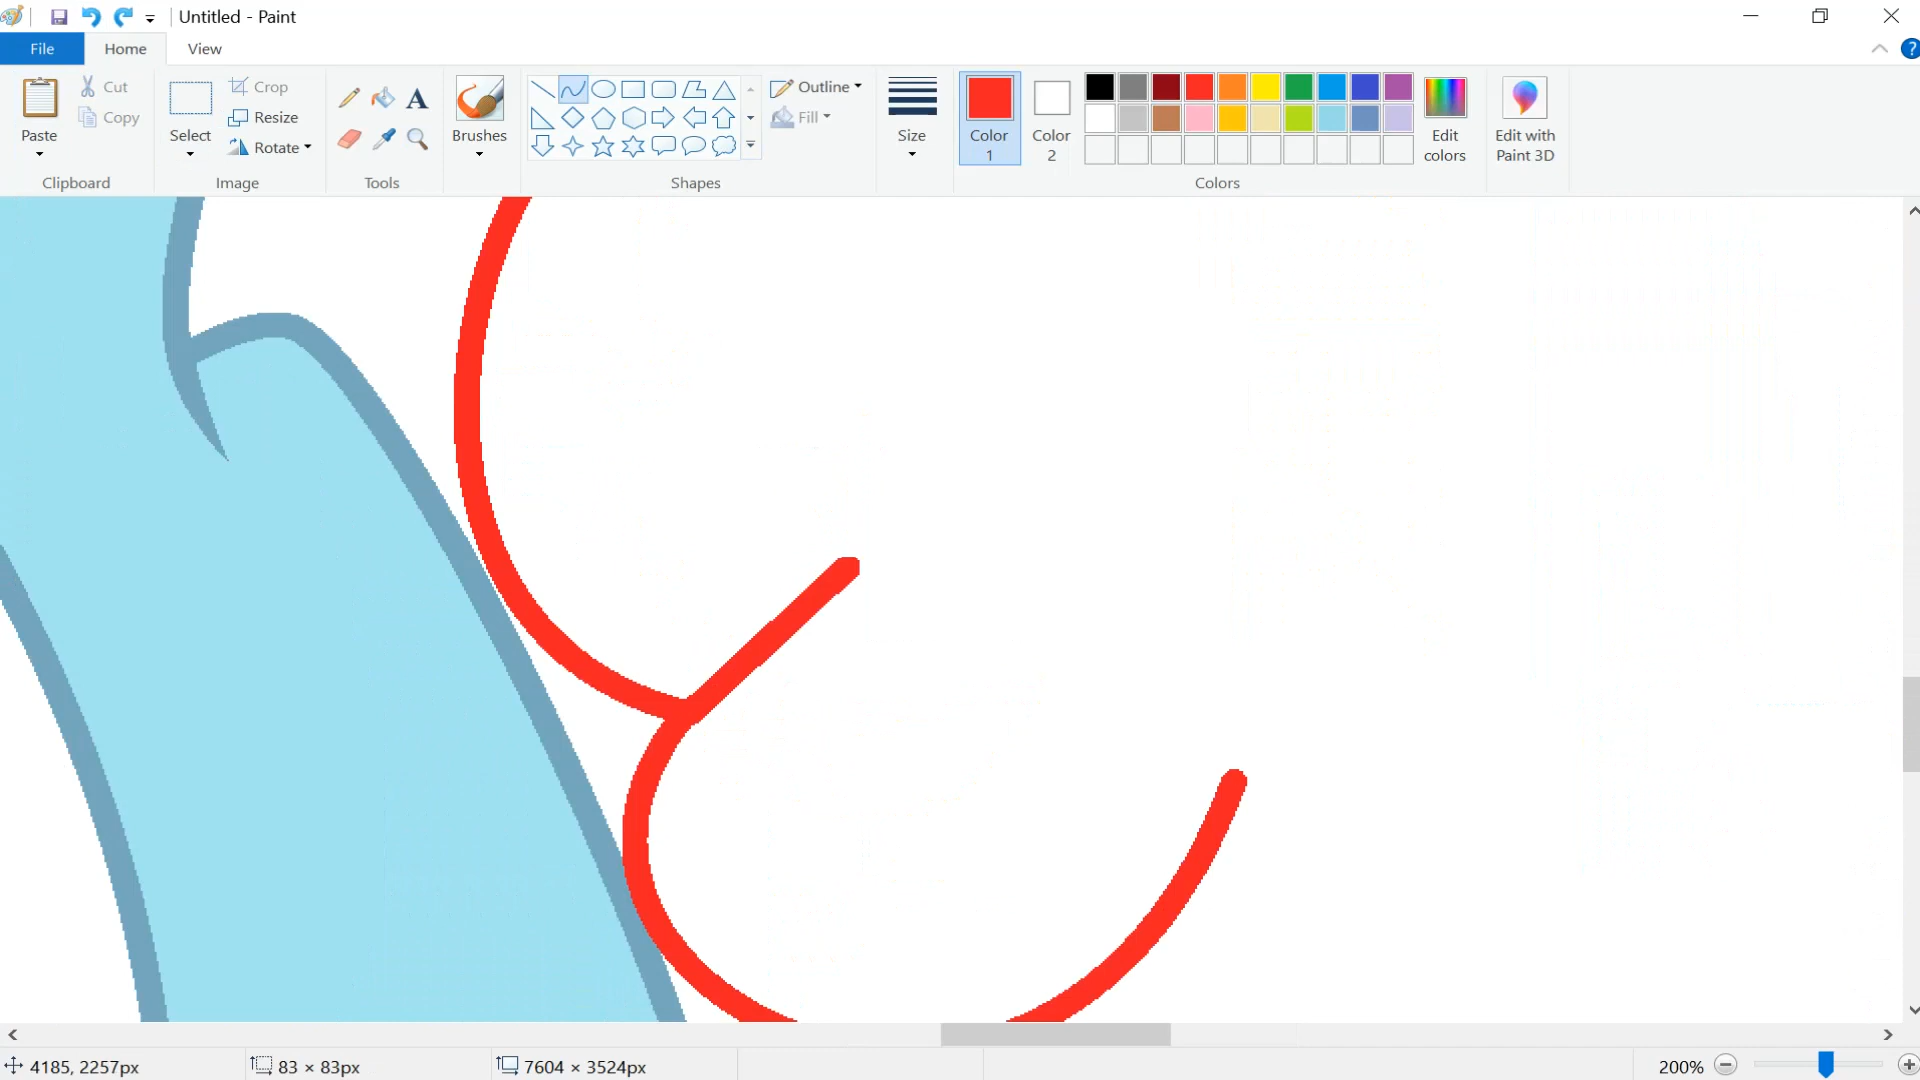 Untitled - Paint
File Home View
Paste
Cut
Copy
Clipboard
Select
Crop
Resize
Rotate
Image
A
Tools
Brushes
Outline
Fill
Shapes
Size
Color
1
Color
2
Edit
colors
Colors
Edit with
Paint 3D
?
4185, 2257px 83 × 83px 7604 × 3524px 200%